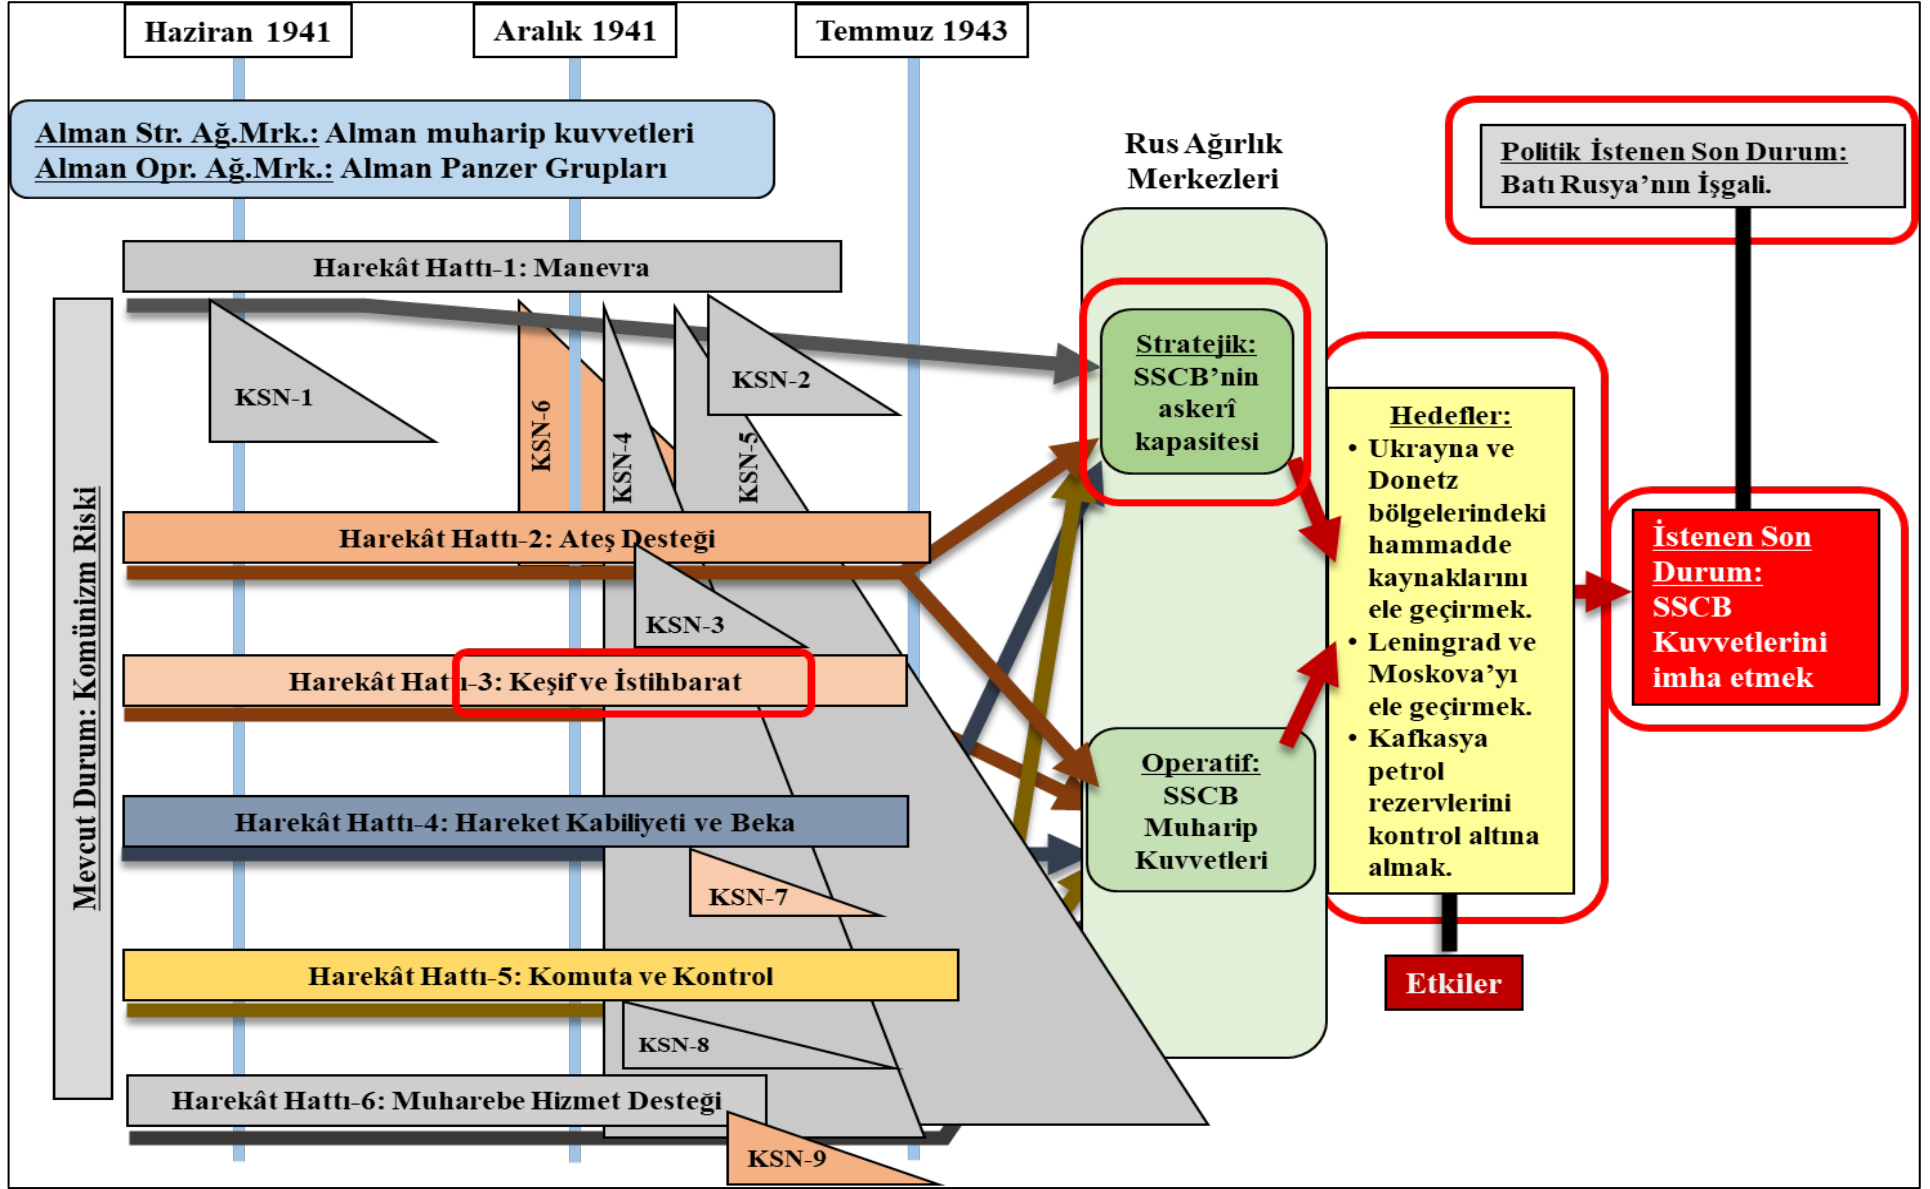 Haziran 1941
Aralık 1941
Temmuz 1943
Alman Str. Ağ.Mrk.: Alman muharip kuvvetleri
Alman Opr. Ağ.Mrk.: Alman Panzer Grupları
Rus Ağırlık
Merkezleri
Politik İstenen Son Durum:
Batı Rusya’nın İşgali.
Mevcut Durum: Komünizm Riski
Harekât Hattı-1: Manevra
KSN-1
KSN-6
KSN-4
KSN-5
KSN-2
Harekât Hattı-2: Ateş Desteği
KSN-3
Harekât Hattı-3: Keşif ve İstihbarat
Harekât Hattı-4: Hareket Kabiliyeti ve Beka
KSN-7
Harekât Hattı-5: Komuta ve Kontrol
KSN-8
Harekât Hattı-6: Muharebe Hizmet Desteği
KSN-9
Stratejik:
SSCB’nin
askerî
kapasitesi
Operatif:
SSCB
Muharip
Kuvvetleri
Hedefler:
• Ukrayna ve
Donetz
bölgelerindeki
hammadde
kaynaklarını
ele geçirmek.
• Leningrad ve
Moskova’yı
ele geçirmek.
• Kafkasya
petrol
rezervlerini
kontrol altına
almak.
Etkiler
İstenen Son
Durum:
SSCB
Kuvvetlerini
imha etmek